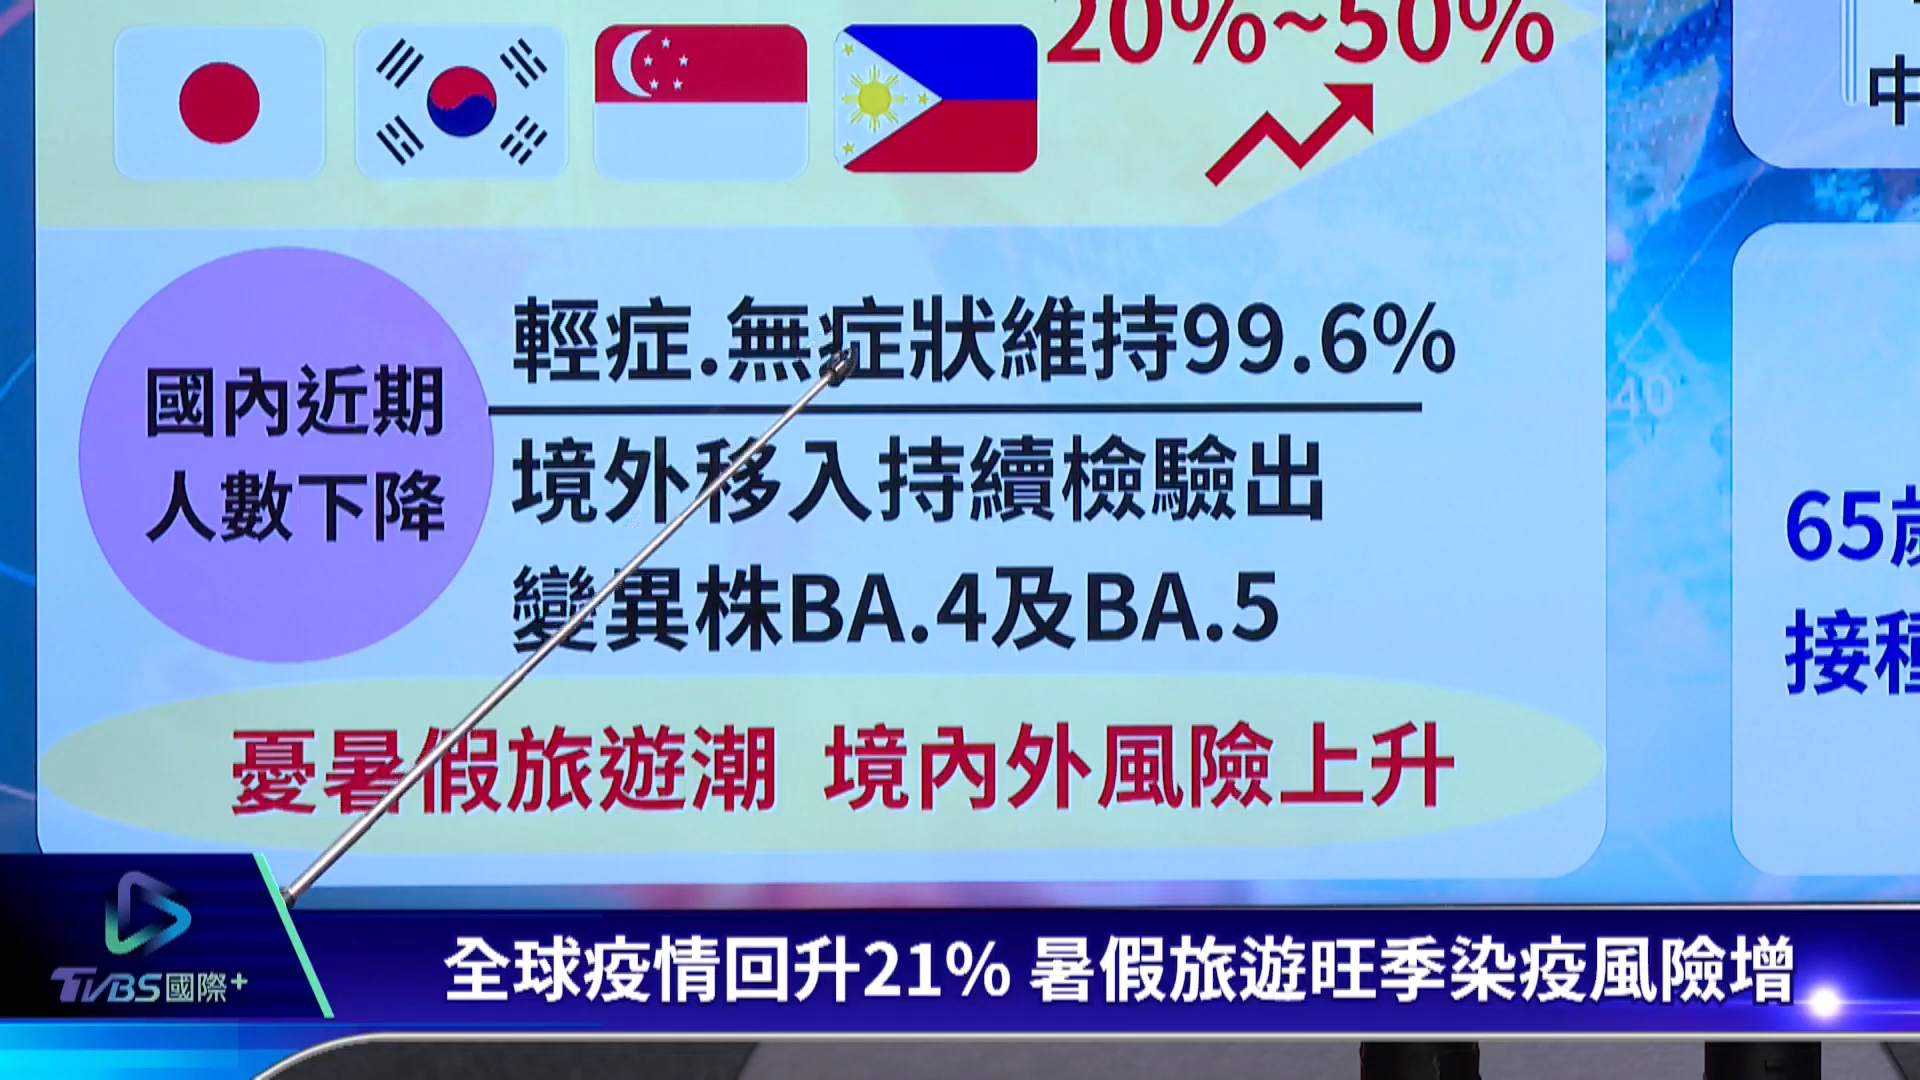 20%~50%
中
輕症.無症狀維持99.6%
國內近期
人數下降
境外移入持續檢驗出
變異株BA.4及BA.5
65歲
接種
憂暑假旅遊潮 境內外風險上升
全球疫情回升21% 暑假旅遊旺季染疫風險增
TVBS國際+